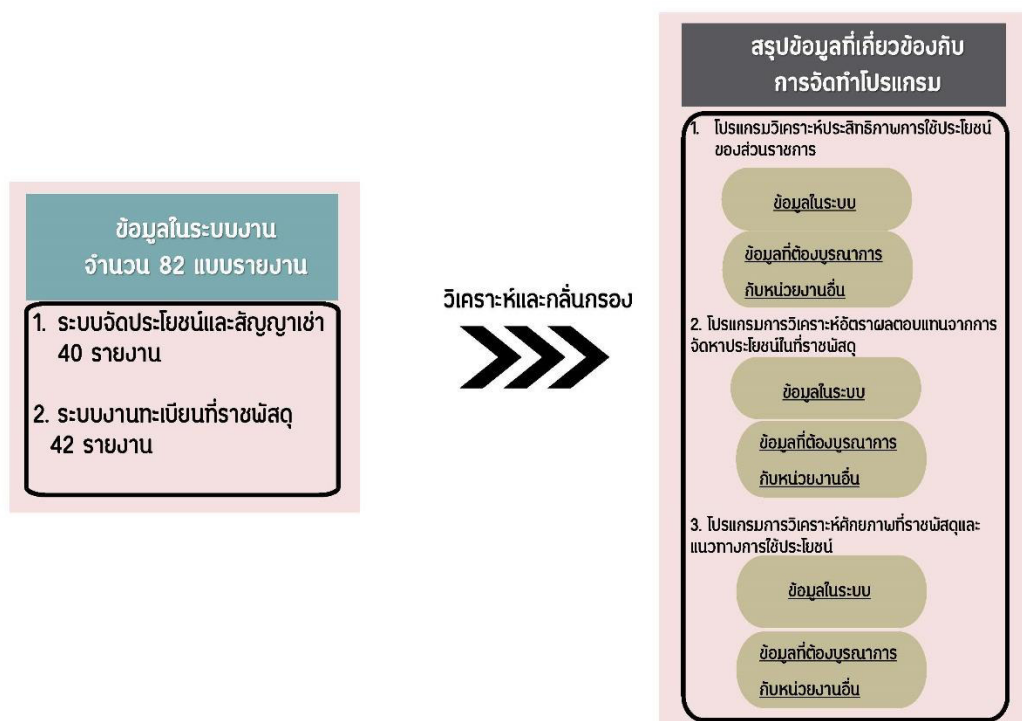 ข้อมูลในระบบงาน
จำนวน 82 แบบรายงาน
1. ระบบจัดประโยชน์และสัญญาเช่า
40 รายงาน
2. ระบบงานทะเบียนที่ราชพัสดุ
42 รายงาน
วิเคราะห์และกลั่นกรอง
สรุปข้อมูลที่เกี่ยวข้องกับ
การจัดทำโปรแกรม
1. โปรแกรมวิเคราะห์ประสิทธิภาพการใช้ประโยชน์
ของส่วนราชการ
ข้อมูลในระบบ
ข้อมูลที่ต้องบูรณาการ
กับหน่วยงานอื่น
2. โปรแกรมการวิเคราะห์อัตราผลตอบแทนจากการ
จัดหาประโยชน์ในที่ราชพัสดุ
ข้อมูลในระบบ
ข้อมูลที่ต้องบูรณาการ
กับหน่วยงานอื่น
3. โปรแกรมการวิเคราะห์ศักยภาพที่ราชพัสดุและ
แนวทางการใช้ประโยชน์
ข้อมูลในระบบ
ข้อมูลที่ต้องบูรณาการ
กับหน่วยงานอื่น